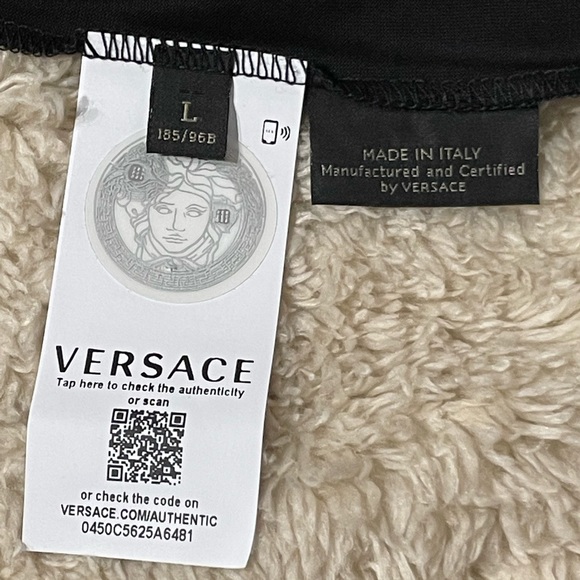 L
185/96B
MADE IN ITALY
Manufactured and Certified
by VERSACE
VERSACE
Tap here to check the authenticity
or scan
or check the code on
VERSACE.COM/AUTHENTIC
0450C5625A6481